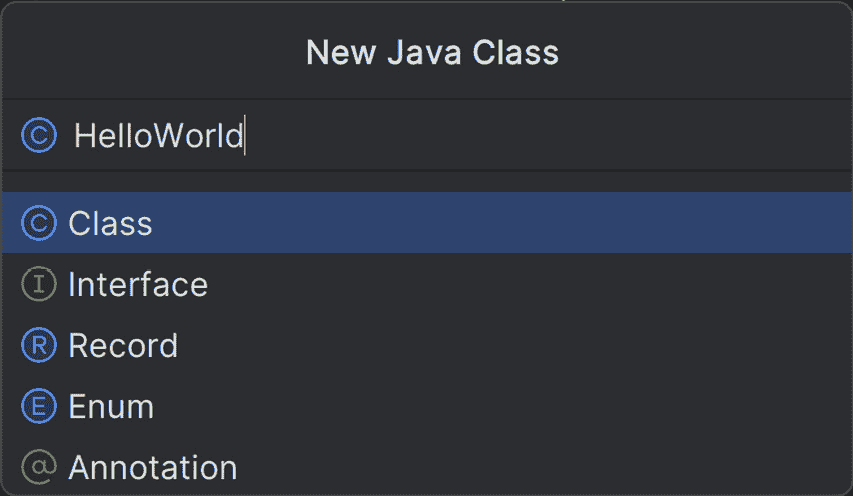 New Java Class
C HelloWorld
C Class
I Interface
R Record
E Enum
@ Annotation